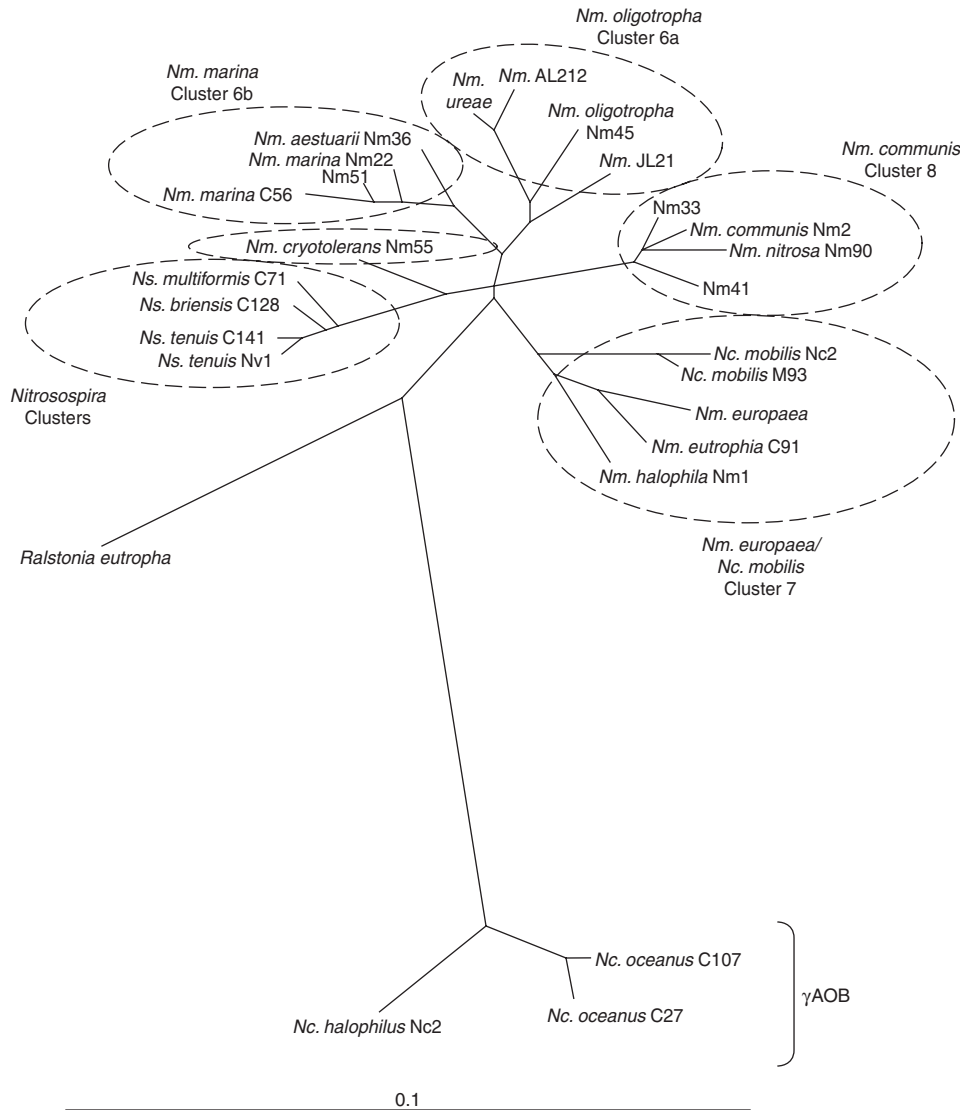 Nm. oligotropha
Cluster 6a
Nm. marina
Cluster 6b
Nm.
ureae
Nm. AL212
Nm. oligotropha
Nm45
Nm. JL21
Nm. aestuarii Nm36
Nm. marina Nm22
Nm51
Nm. marina C56
Nm. communis
Cluster 8
Nm33
Nm. communis Nm2
Nm. nitrosa Nm90
Nm41
Nm. cryotolerans Nm55
Ns. multiformis C71
Ns. briensis C128
Ns. tenuis C141
Ns. tenuis Nv1
Nitrosospira
Clusters
Nc. mobilis Nc2
Nc. mobilis M93
Nm. europaea
Nm. eutrophia C91
Nm. halophila Nm1
Nm. europaea/
Nc. mobilis
Cluster 7
Ralstonia eutropha
Nc. oceanus C107
Nc. oceanus C27
Nc. halophilus Nc2
γAOB
0.1